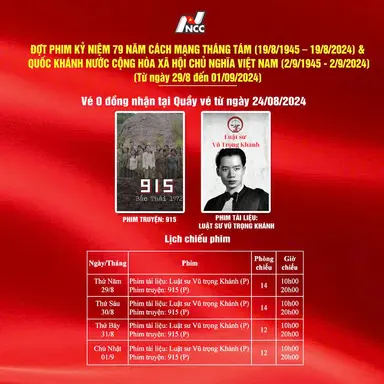 NCC
ĐỢT PHIM KỶ NIỆM 79 NĂM CÁCH MẠNG THÁNG TÁM (19/8/1945 – 19/8/2024) &
QUỐC KHÁNH NƯỚC CỘNG HÒA XÃ HỘI CHỦ NGHĨA VIỆT NAM (2/9/1945 - 2/9/2024)
(Từ ngày 29/8 đến 01/09/2024)
Vé 0 đồng nhận tại Quầy vé từ ngày 24/08/2024
915
Bắc Thái 1972
Luật sư
Vũ Trọng Khánh
PHIM TRUYỆN: 915
PHIM TÀI LIỆU:
LUẬT SƯ VŨ TRỌNG KHÁNH
Lịch chiếu phim
Ngày/Tháng Phim Phòng chiếu Giờ chiếu
Thứ Năm 29/8 Phim tài liệu: Luật sư Vũ trọng Khánh (P) 14 10h00
Phim truyện: 915 (P) 20h00
Thứ Sáu 30/8 Phim tài liệu: Luật sư Vũ trọng Khánh (P) 14 10h00
Phim truyện: 915 (P) 20h00
Thứ Bảy 31/8 Phim tài liệu: Luật sư Vũ trọng Khánh (P) 12 10h00
Phim truyện: 915 (P) 20h00
Chủ Nhật 01/9 Phim tài liệu: Luật sư Vũ trọng Khánh (P) 12 10h00
Phim truyện: 915 (P) 20h00